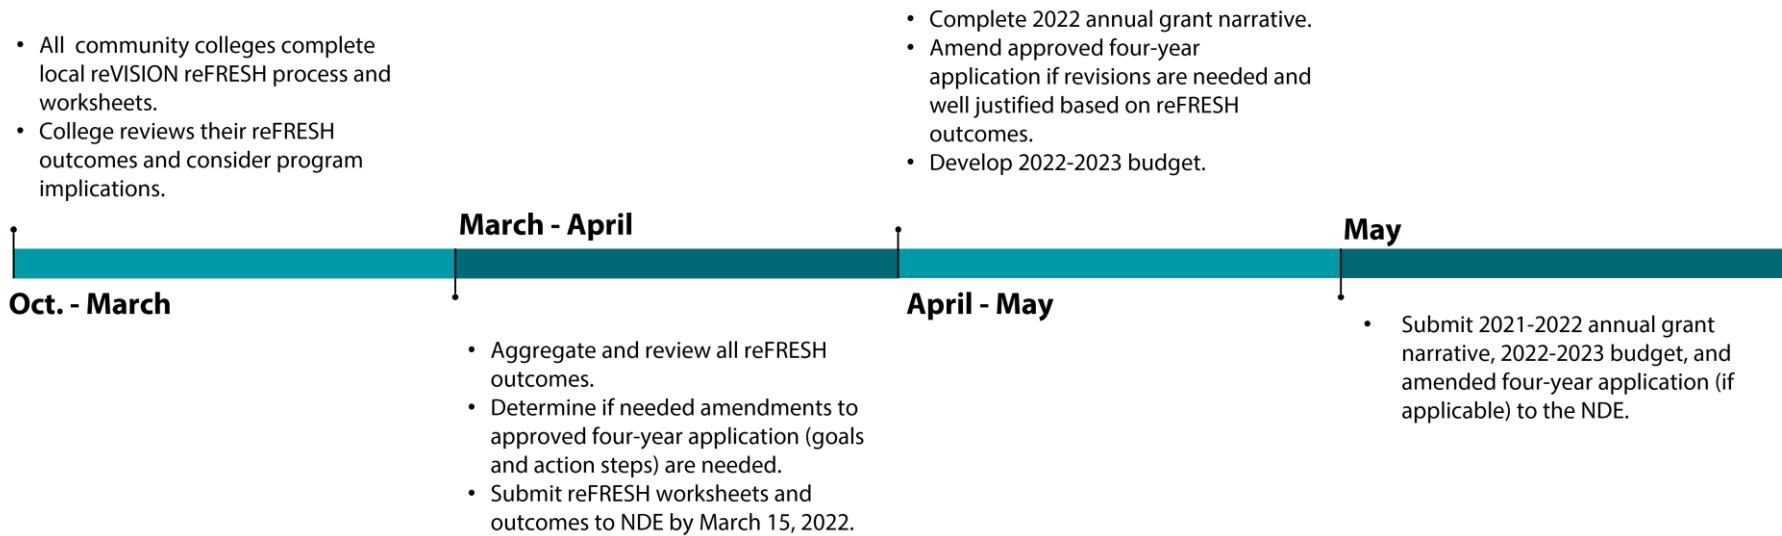 • All  community colleges complete
local reVISION reFRESH process and
worksheets.
• College reviews their reFRESH
outcomes and consider program
implications.
Oct. - March
March - April
• Aggregate and review all reFRESH
outcomes.
• Determine if needed amendments to
approved four-year application (goals
and action steps) are needed.
• Submit reFRESH worksheets and
outcomes to NDE by March 15, 2022.
• Complete 2022 annual grant narrative.
• Amend approved four-year
application if revisions are needed and
well justified based on reFRESH
outcomes.
• Develop 2022-2023 budget.
April - May
May
• Submit 2021-2022 annual grant
narrative, 2022-2023 budget, and
amended four-year application (if
applicable) to the NDE.